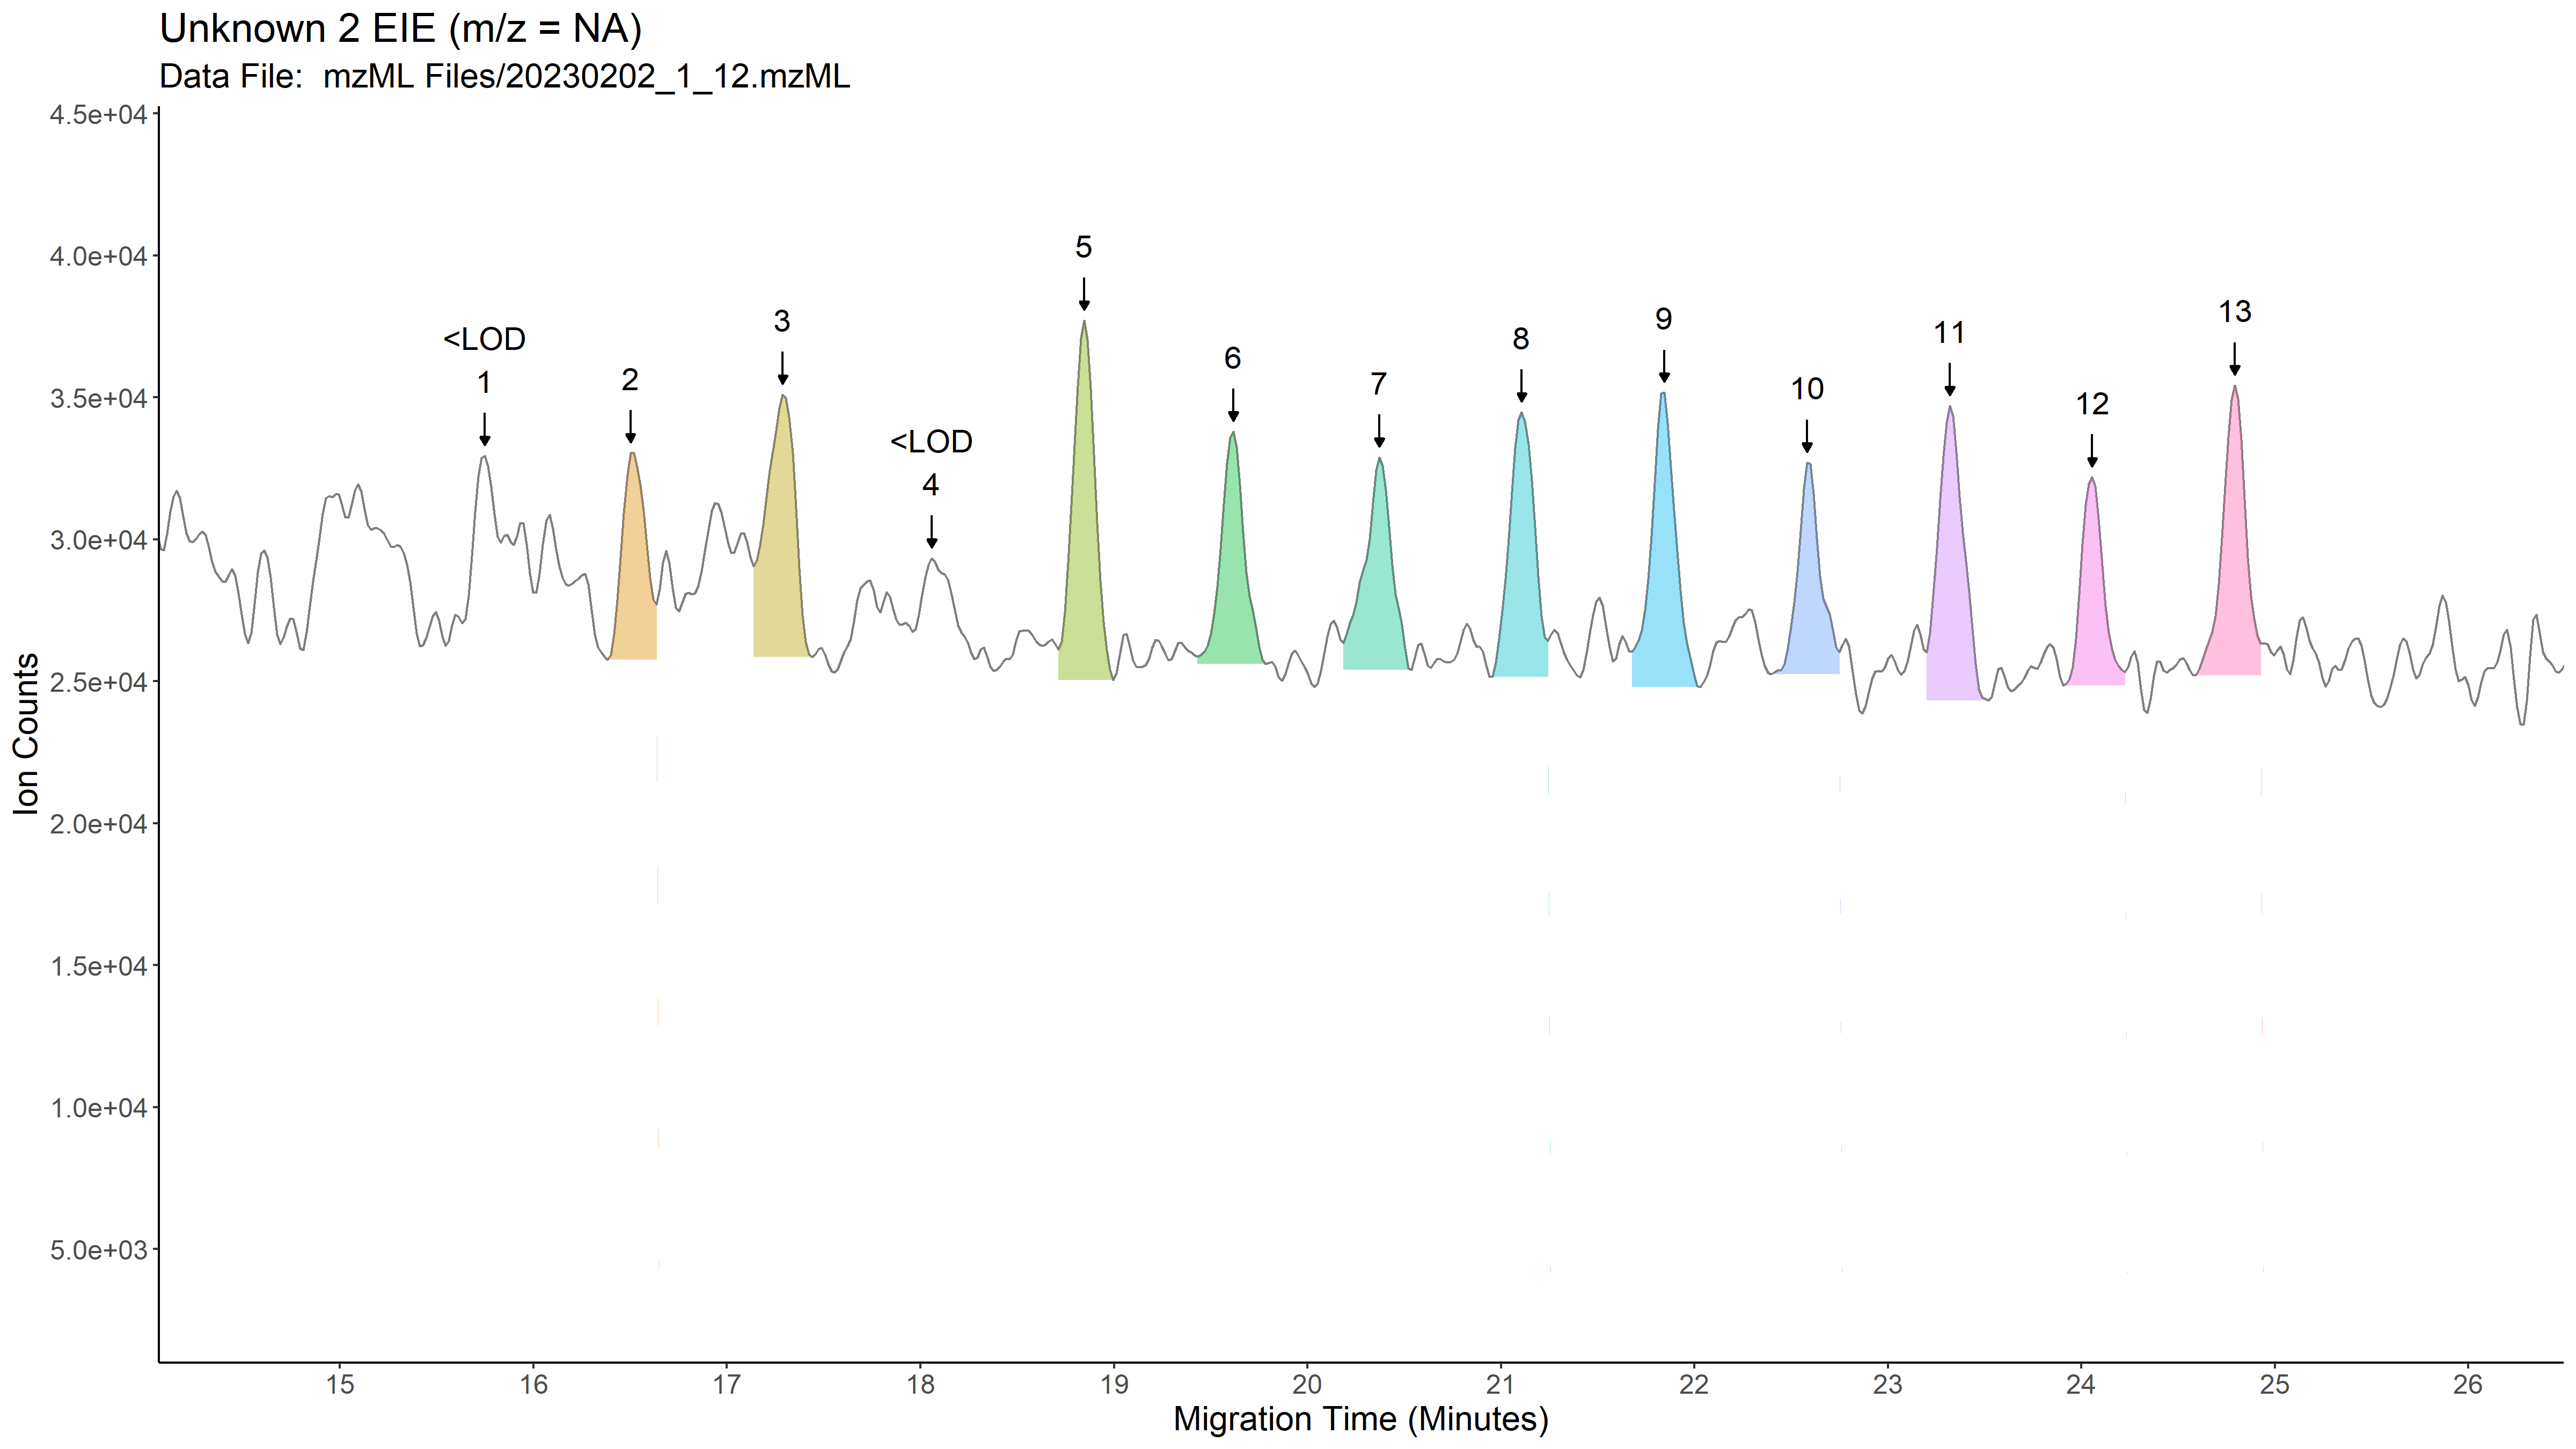 Unknown 2 EIE (m/z = NA)
Data File:  mzML Files/20230202_1_12.mzML
4.5e+04
4.0e+04
3.5e+04
3.0e+04
2.5e+04
2.0e+04
1.5e+04
1.0e+04
5.0e+03
Ion Counts
<LOD
1
2
3
<LOD
4
5
6
7
8
9
10
11
12
13
15
16
17
18
19
20
21
22
23
24
25
26
Migration Time (Minutes)